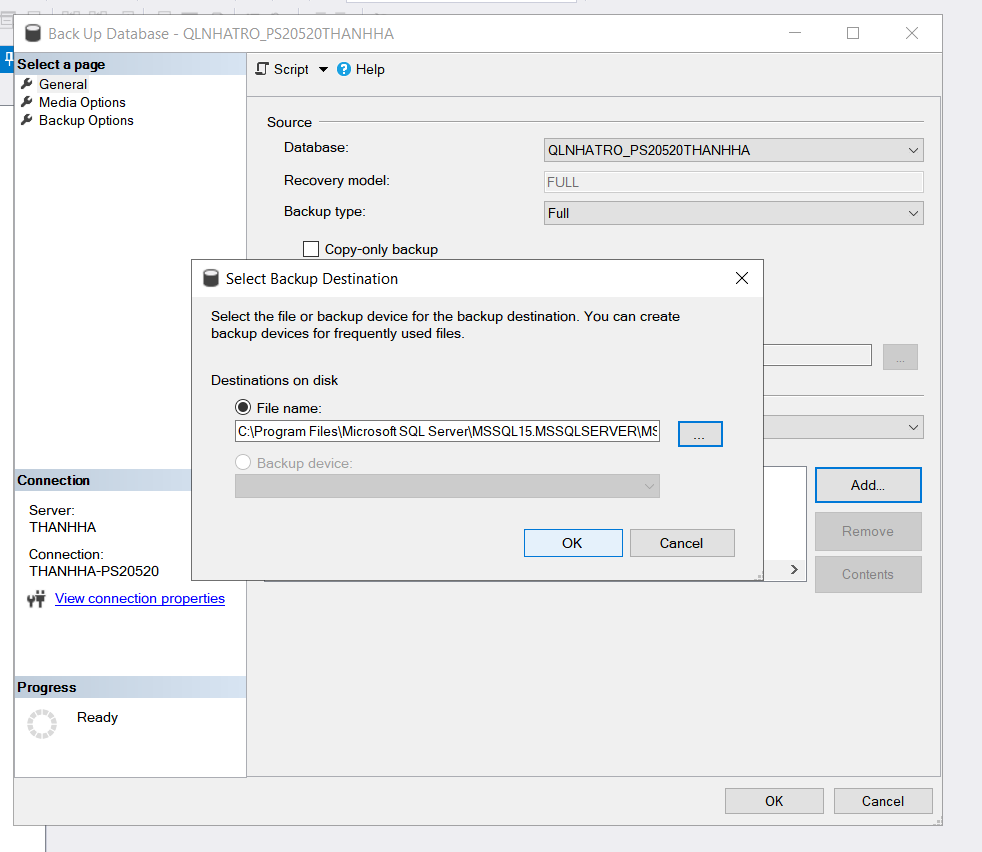 Back Up Database - QLNHATRO_PS20520THANHHA
Select a page
General
Media Options
Backup Options
Script
Help
Source
Database:
QLNHATRO_PS20520THANHHA
Recovery model:
FULL
Backup type:
Full
Copy-only backup
Select Backup Destination
Select the file or backup device for the backup destination. You can create
backup devices for frequently used files.
Destinations on disk
File name:
C:\Program Files\Microsoft SQL Server\MSSQL15.MSSQLSERVER\MS
...
Backup device:
OK
Cancel
...
Add...
Remove
Contents
Connection
Server:
THANHHA
Connection:
THANHHA-PS20520
View connection properties
Progress
Ready
OK
Cancel